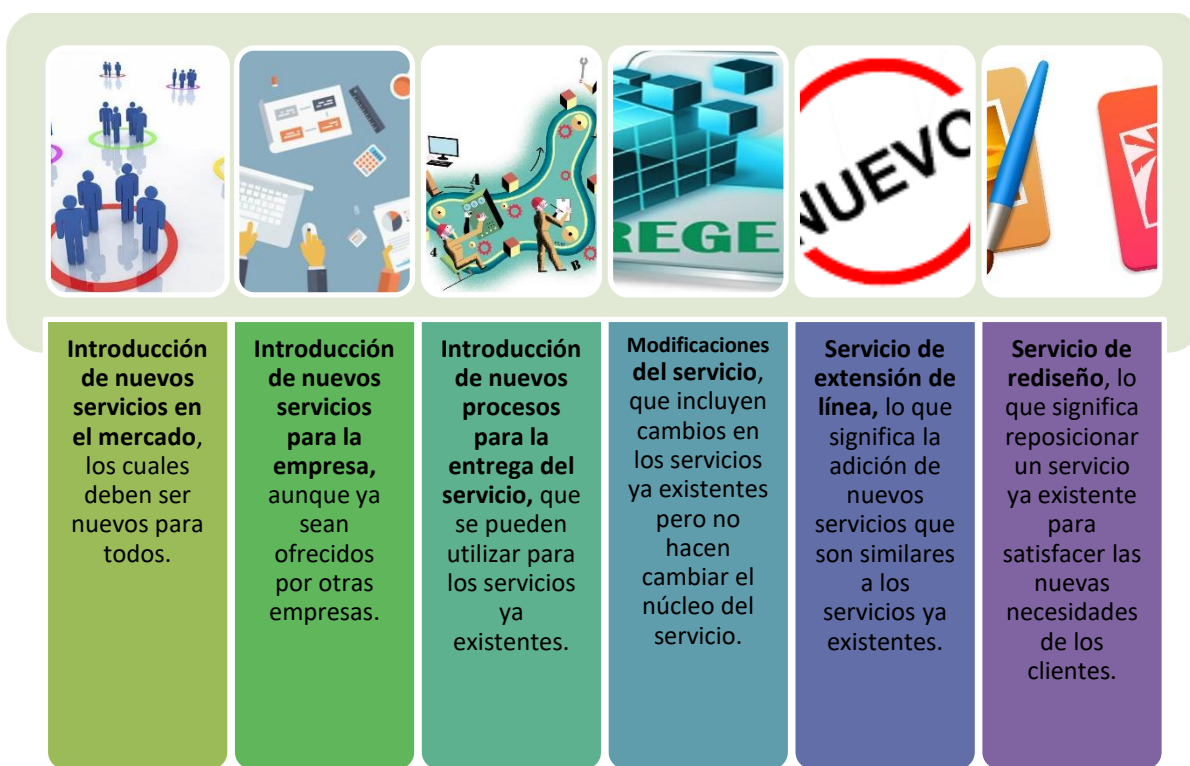 REGE
NUEVO
A
4
B
Introducción
de nuevos
servicios en
el mercado,
los cuales
deben ser
nuevos para
todos.
Introducción
de nuevos
servicios
para la
empresa,
aunque ya
sean
ofrecidos
por otras
empresas.
Introducción
de nuevos
procesos
para la
entrega del
servicio, que
se pueden
utilizar para
los servicios
ya
existentes.
Modificaciones
del servicio,
que incluyen
cambios en
los servicios
ya existentes
pero no
hacen
cambiar el
núcleo del
servicio.
Servicio de
extensión de
línea, lo que
significa la
adición de
nuevos
servicios que
son similares
a los
servicios ya
existentes.
Servicio de
rediseño, lo
que significa
reposicionar
un servicio
ya existente
para
satisfacer las
nuevas
necesidades
de los
clientes.